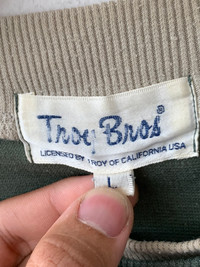 Troy Bros®
LICENSED BY TROY OF CALIFORNIA USA
L